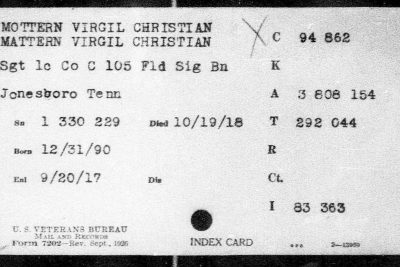 MOTTERN VIRGIL CHRISTIAN
MATTERN VIRGIL CHRISTIAN
C 94 862
Sgt 1c Co C 105 Fld Sig Bn
K
Jonesboro Tenn
A 3 808 154
Sn 1 330 229 Died 10/19/18
T 292 044
Born 12/31/90
R
Enl 9/20/17 Dis
Ct.
I 83 363
U. S. VETERANS BUREAU
MAIL AND RECORDS
Form 7202—Rev. Sept., 1926
INDEX CARD
2—13960